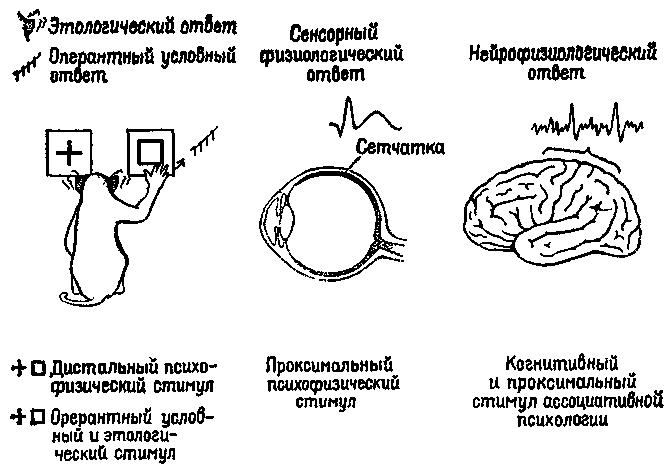 Этологический ответ
Оперантный условный
ответ
Сенсорный
физиологический
ответ
Нейрофизиологический
ответ
Сетчатка
+ □ Дистальный психо-
физический стимул
+ □ Орерантный услов-
ный и этологи-
ческий стимул
Проксимальный
психофизический
стимул
Когнитивный
и проксимальный
стимул ассоциативной
психологии